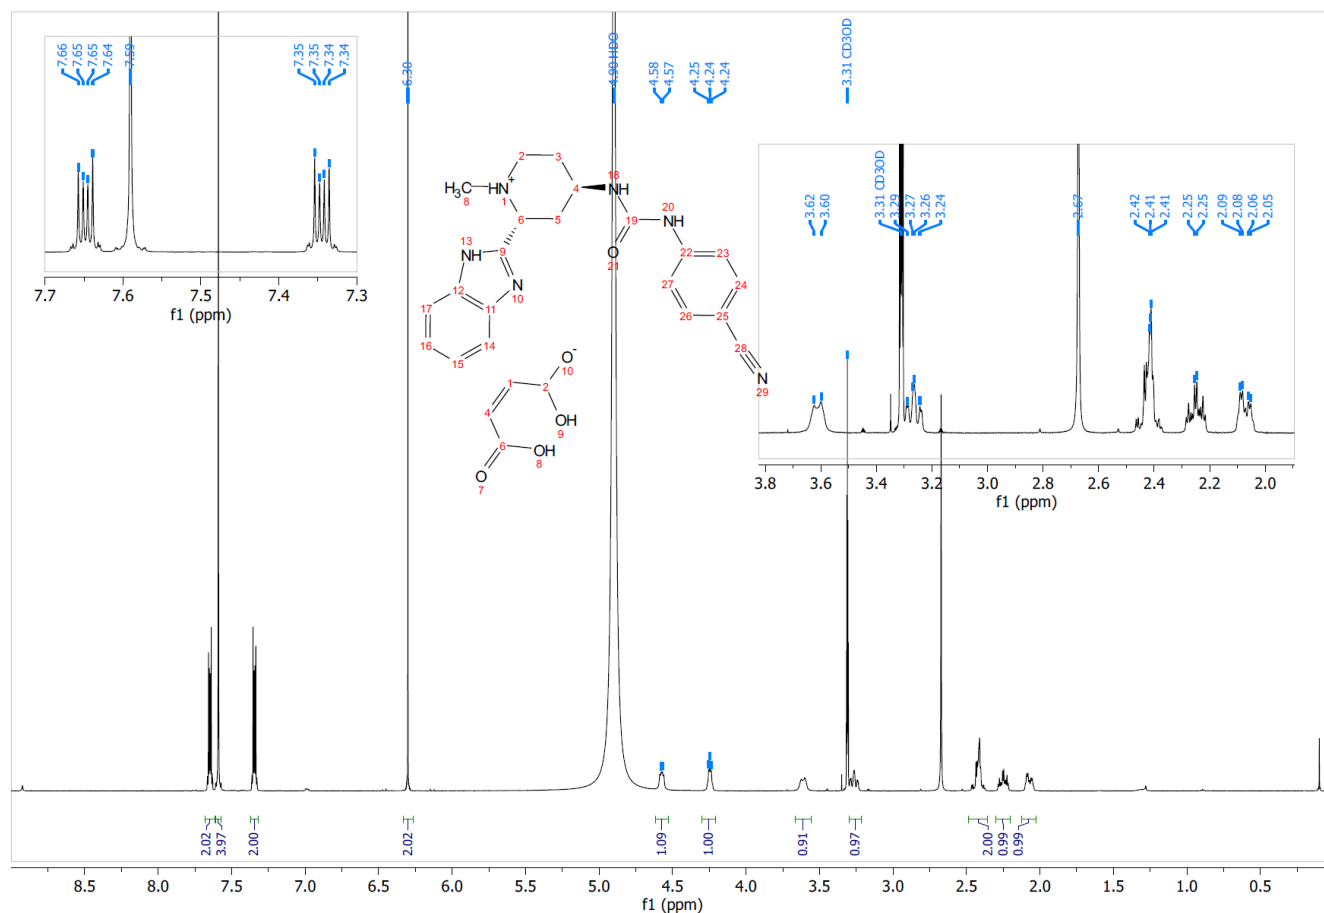 7.66
7.65
7.65
7.64
7.59
7.35
7.35
7.34
7.34
7.7 7.6 7.5 7.4 7.3
f1 (ppm)
6.30
4.90 HDO
4.58
4.57
4.25
4.24
4.24
3.31 CD3OD
3.62
3.60
3.31 CD3OD
3.29
3.27
3.26
3.24
2.67
2.42
2.41
2.41
2.25
2.25
2.09
2.08
2.06
2.05
3.8 3.6 3.4 3.2 3.0 2.8 2.6 2.4 2.2 2.0
f1 (ppm)
2 3
H3C N+ 4 NH 18
8 1 5 20
6 19 NH
13 O
HN 9 21 22 23
N
12 10 27 24
11
17 26 25
16 14 28
15 O-
10 N
1 2 29
4 OH
9
6 OH
O 8
7
2.02
3.97
2.00
2.02
1.09
1.00
0.91
0.97
2.00
0.99
0.99
8.5 8.0 7.5 7.0 6.5 6.0 5.5 5.0 4.5 4.0 3.5 3.0 2.5 2.0 1.5 1.0 0.5
f1 (ppm)